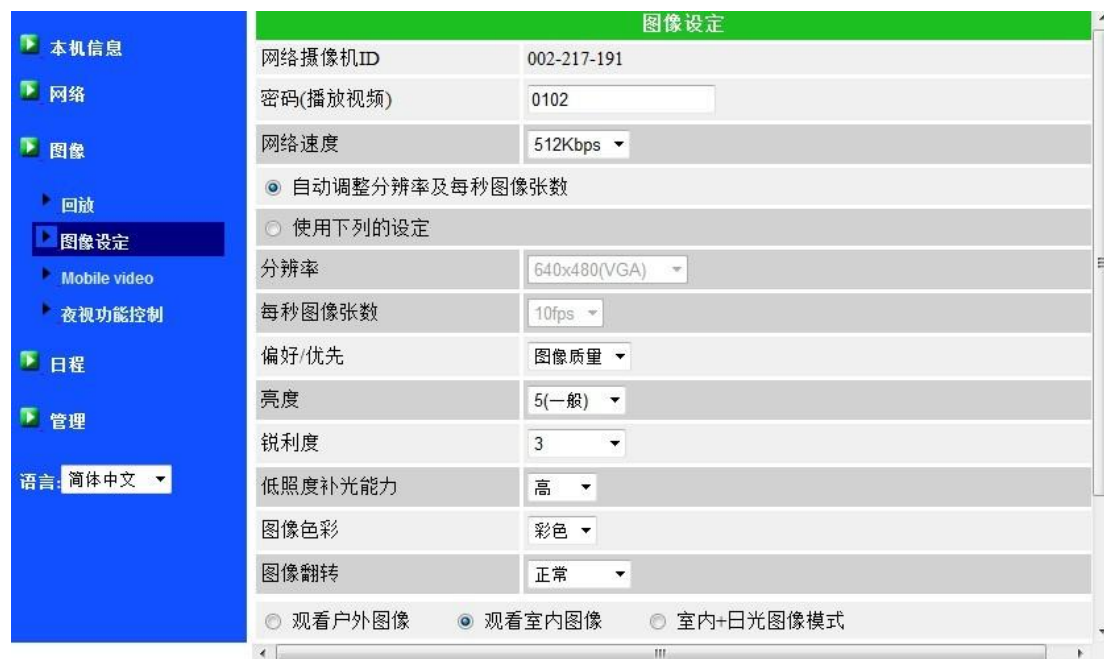 本机信息
网络
图像
回放
图像设定
Mobile video
夜视功能控制
日程
管理
语言: 简体中文
图像设定
网络摄像机ID 002-217-191
密码(播放视频) 0102
网络速度 512Kbps
自动调整分辨率及每秒图像张数
使用下列的设定
分辨率 640x480(VGA)
每秒图像张数 10fps
偏好/优先 图像质量
亮度 5(一般)
锐利度 3
低照度补光能力 高
图像色彩 彩色
图像翻转 正常
观看户外图像 观看室内图像 室内+日光图像模式